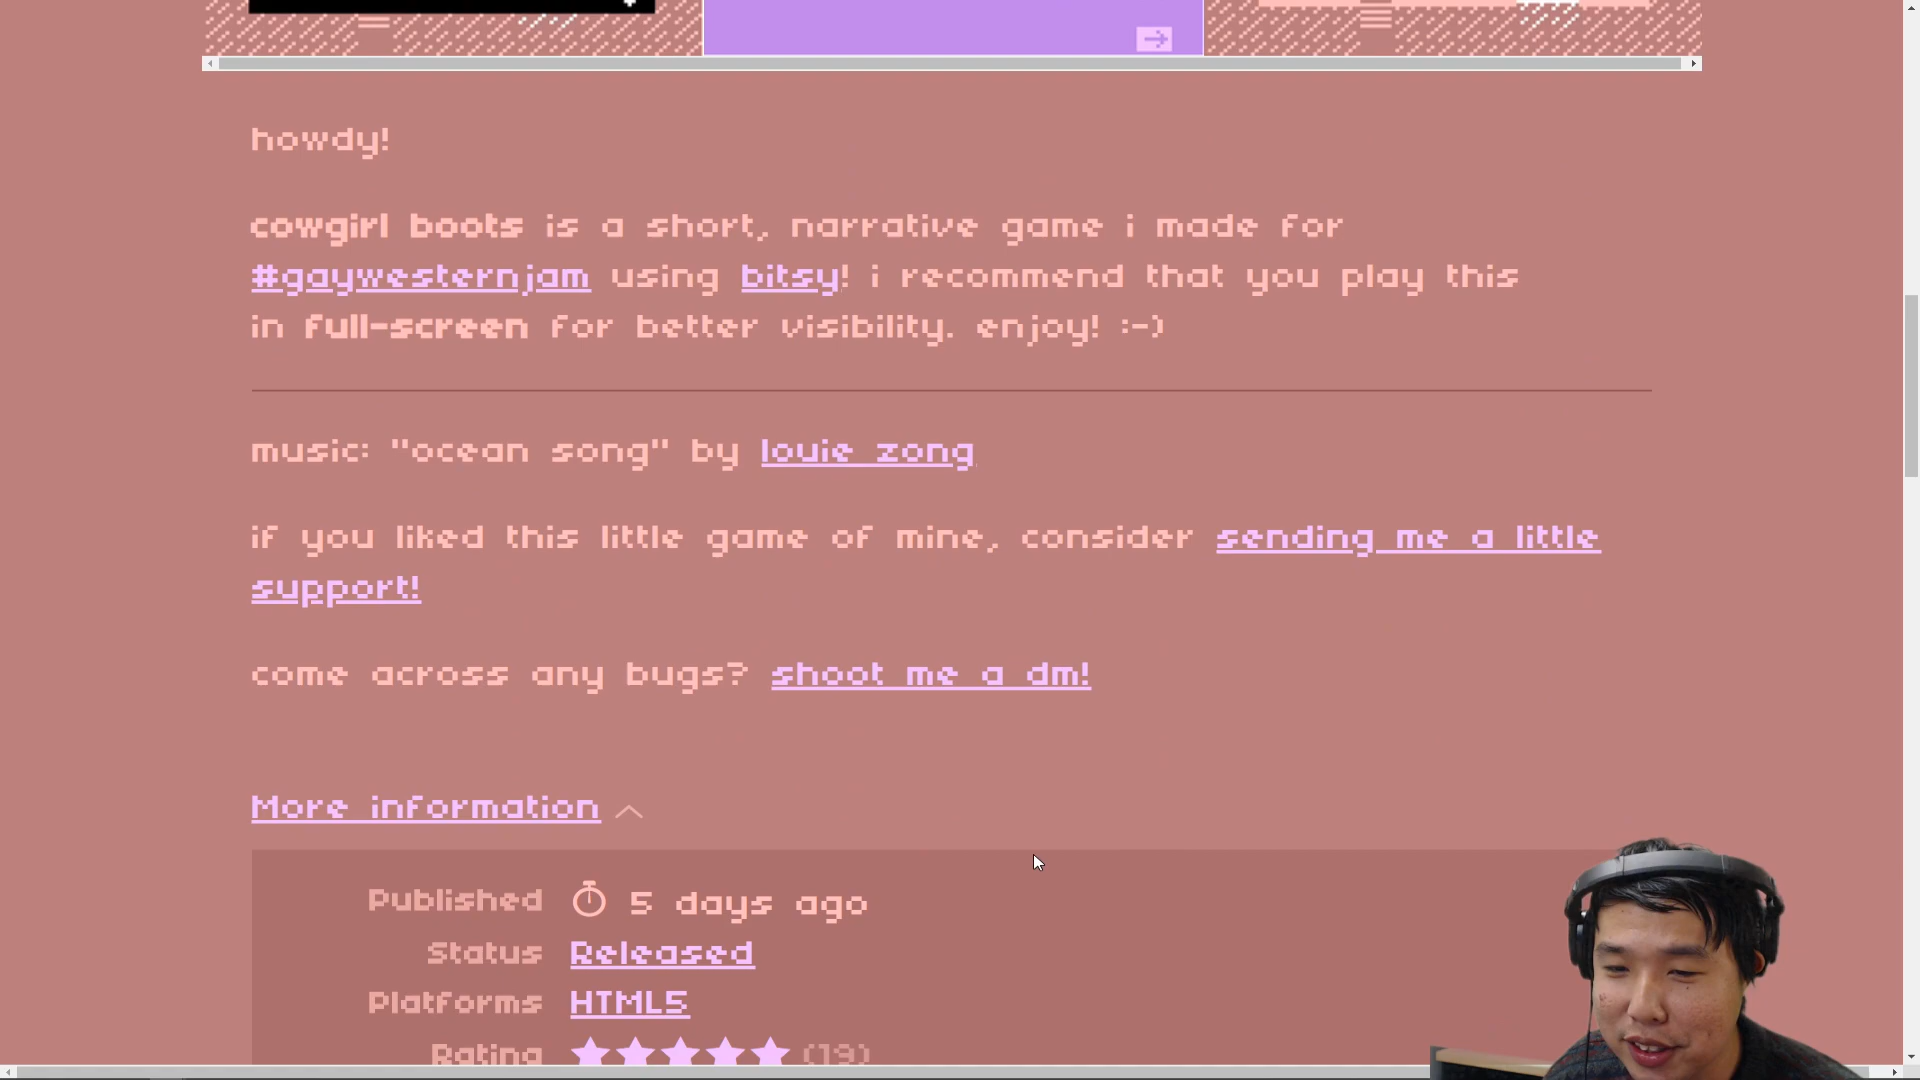 howdy!
cowgirl boots is a short, narrative game i made for
#gaywesternjam using bitsy! i recommend that you play this
in full-screen for better visibility. enjoy! :-)
music: "ocean song" by louie zong
if you liked this little game of mine, consider sending me a little
support!
come across any bugs? shoot me a dm!
More information
Published 5 days ago
Status Released
Platforms HTML5
Rating (19)